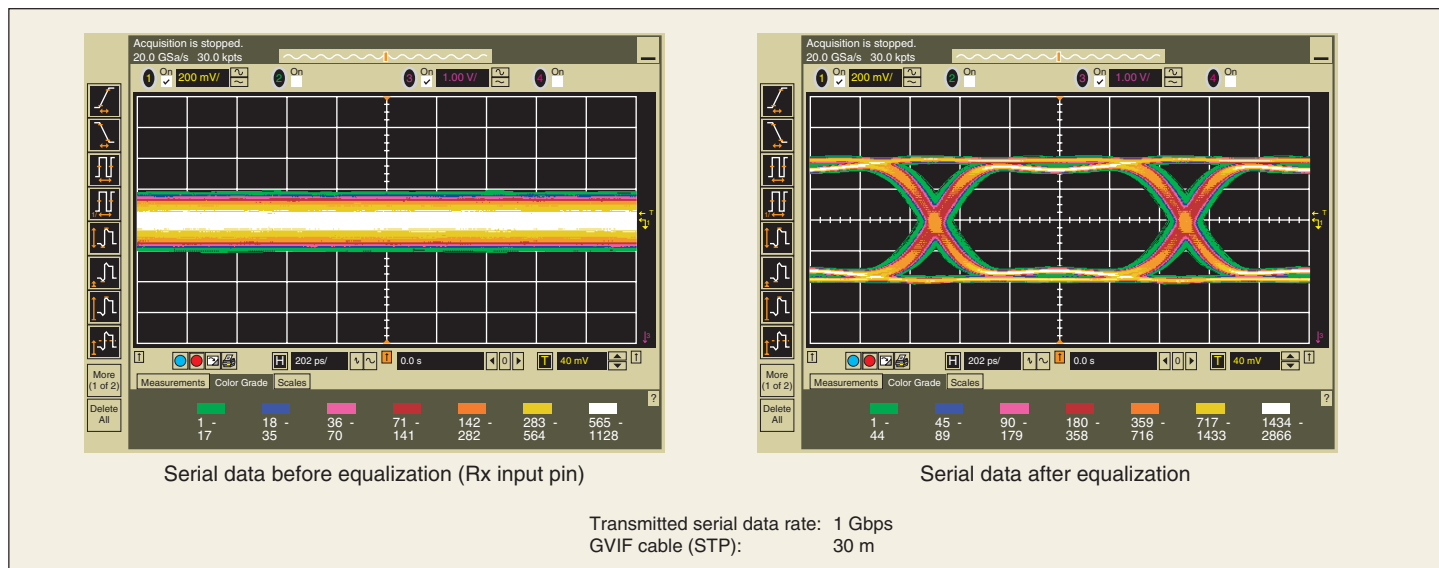 Acquisition is stopped.
20.0 GSa/s 30.0 kpts
1 On 200 mV/ 2 On 3 On 1.00 V/ 4 On
T
1
3
H 202 ps/ T 0.0 s 0 T 40 mV T
More
(1 of 2)
Delete
All
Measurements Color Grade Scales
?
1 - 18 - 36 - 71 - 142 - 283 - 565 -
17 35 70 141 282 564 1128
Serial data before equalization (Rx input pin)
Acquisition is stopped.
20.0 GSa/s 30.0 kpts
1 On 200 mV/ 2 On 3 On 1.00 V/ 4 On
T
1
3
H 202 ps/ T 0.0 s 0 T 40 mV T
More
(1 of 2)
Delete
All
Measurements Color Grade Scales
?
1 - 45 - 90 - 180 - 359 - 717 - 1434 -
44 89 179 358 716 1433 2866
Serial data after equalization
Transmitted serial data rate: 1 Gbps
GVIF cable (STP): 30 m